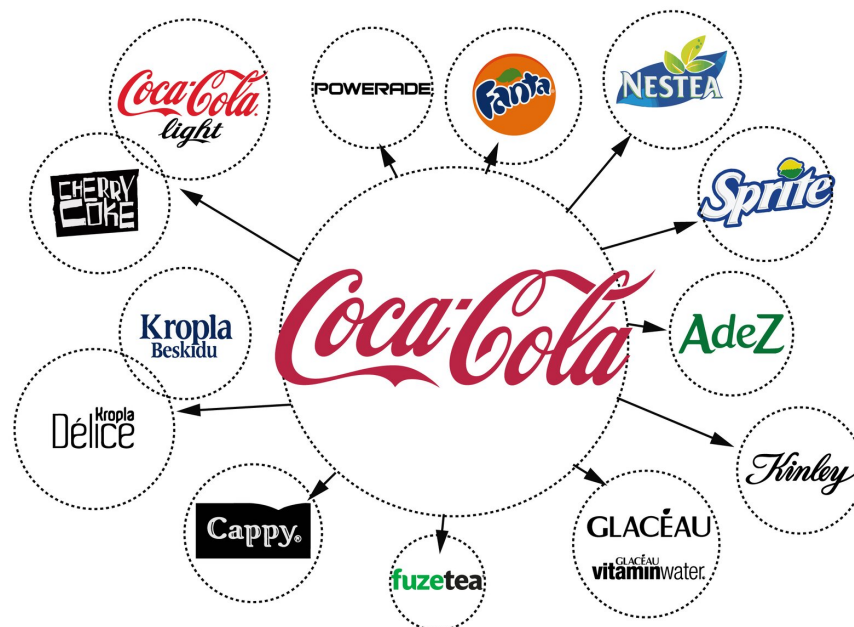 Coca-Cola
light
POWERADE
Fanta
NESTEA
CHERRY
COKE
Sprite
Coca-Cola
Kropla
Beskidu
AdeZ
Kropla
Délice
Kinley
Cappy®
GLACÉAU
GLACÉAU
vitaminwater
fuzetea